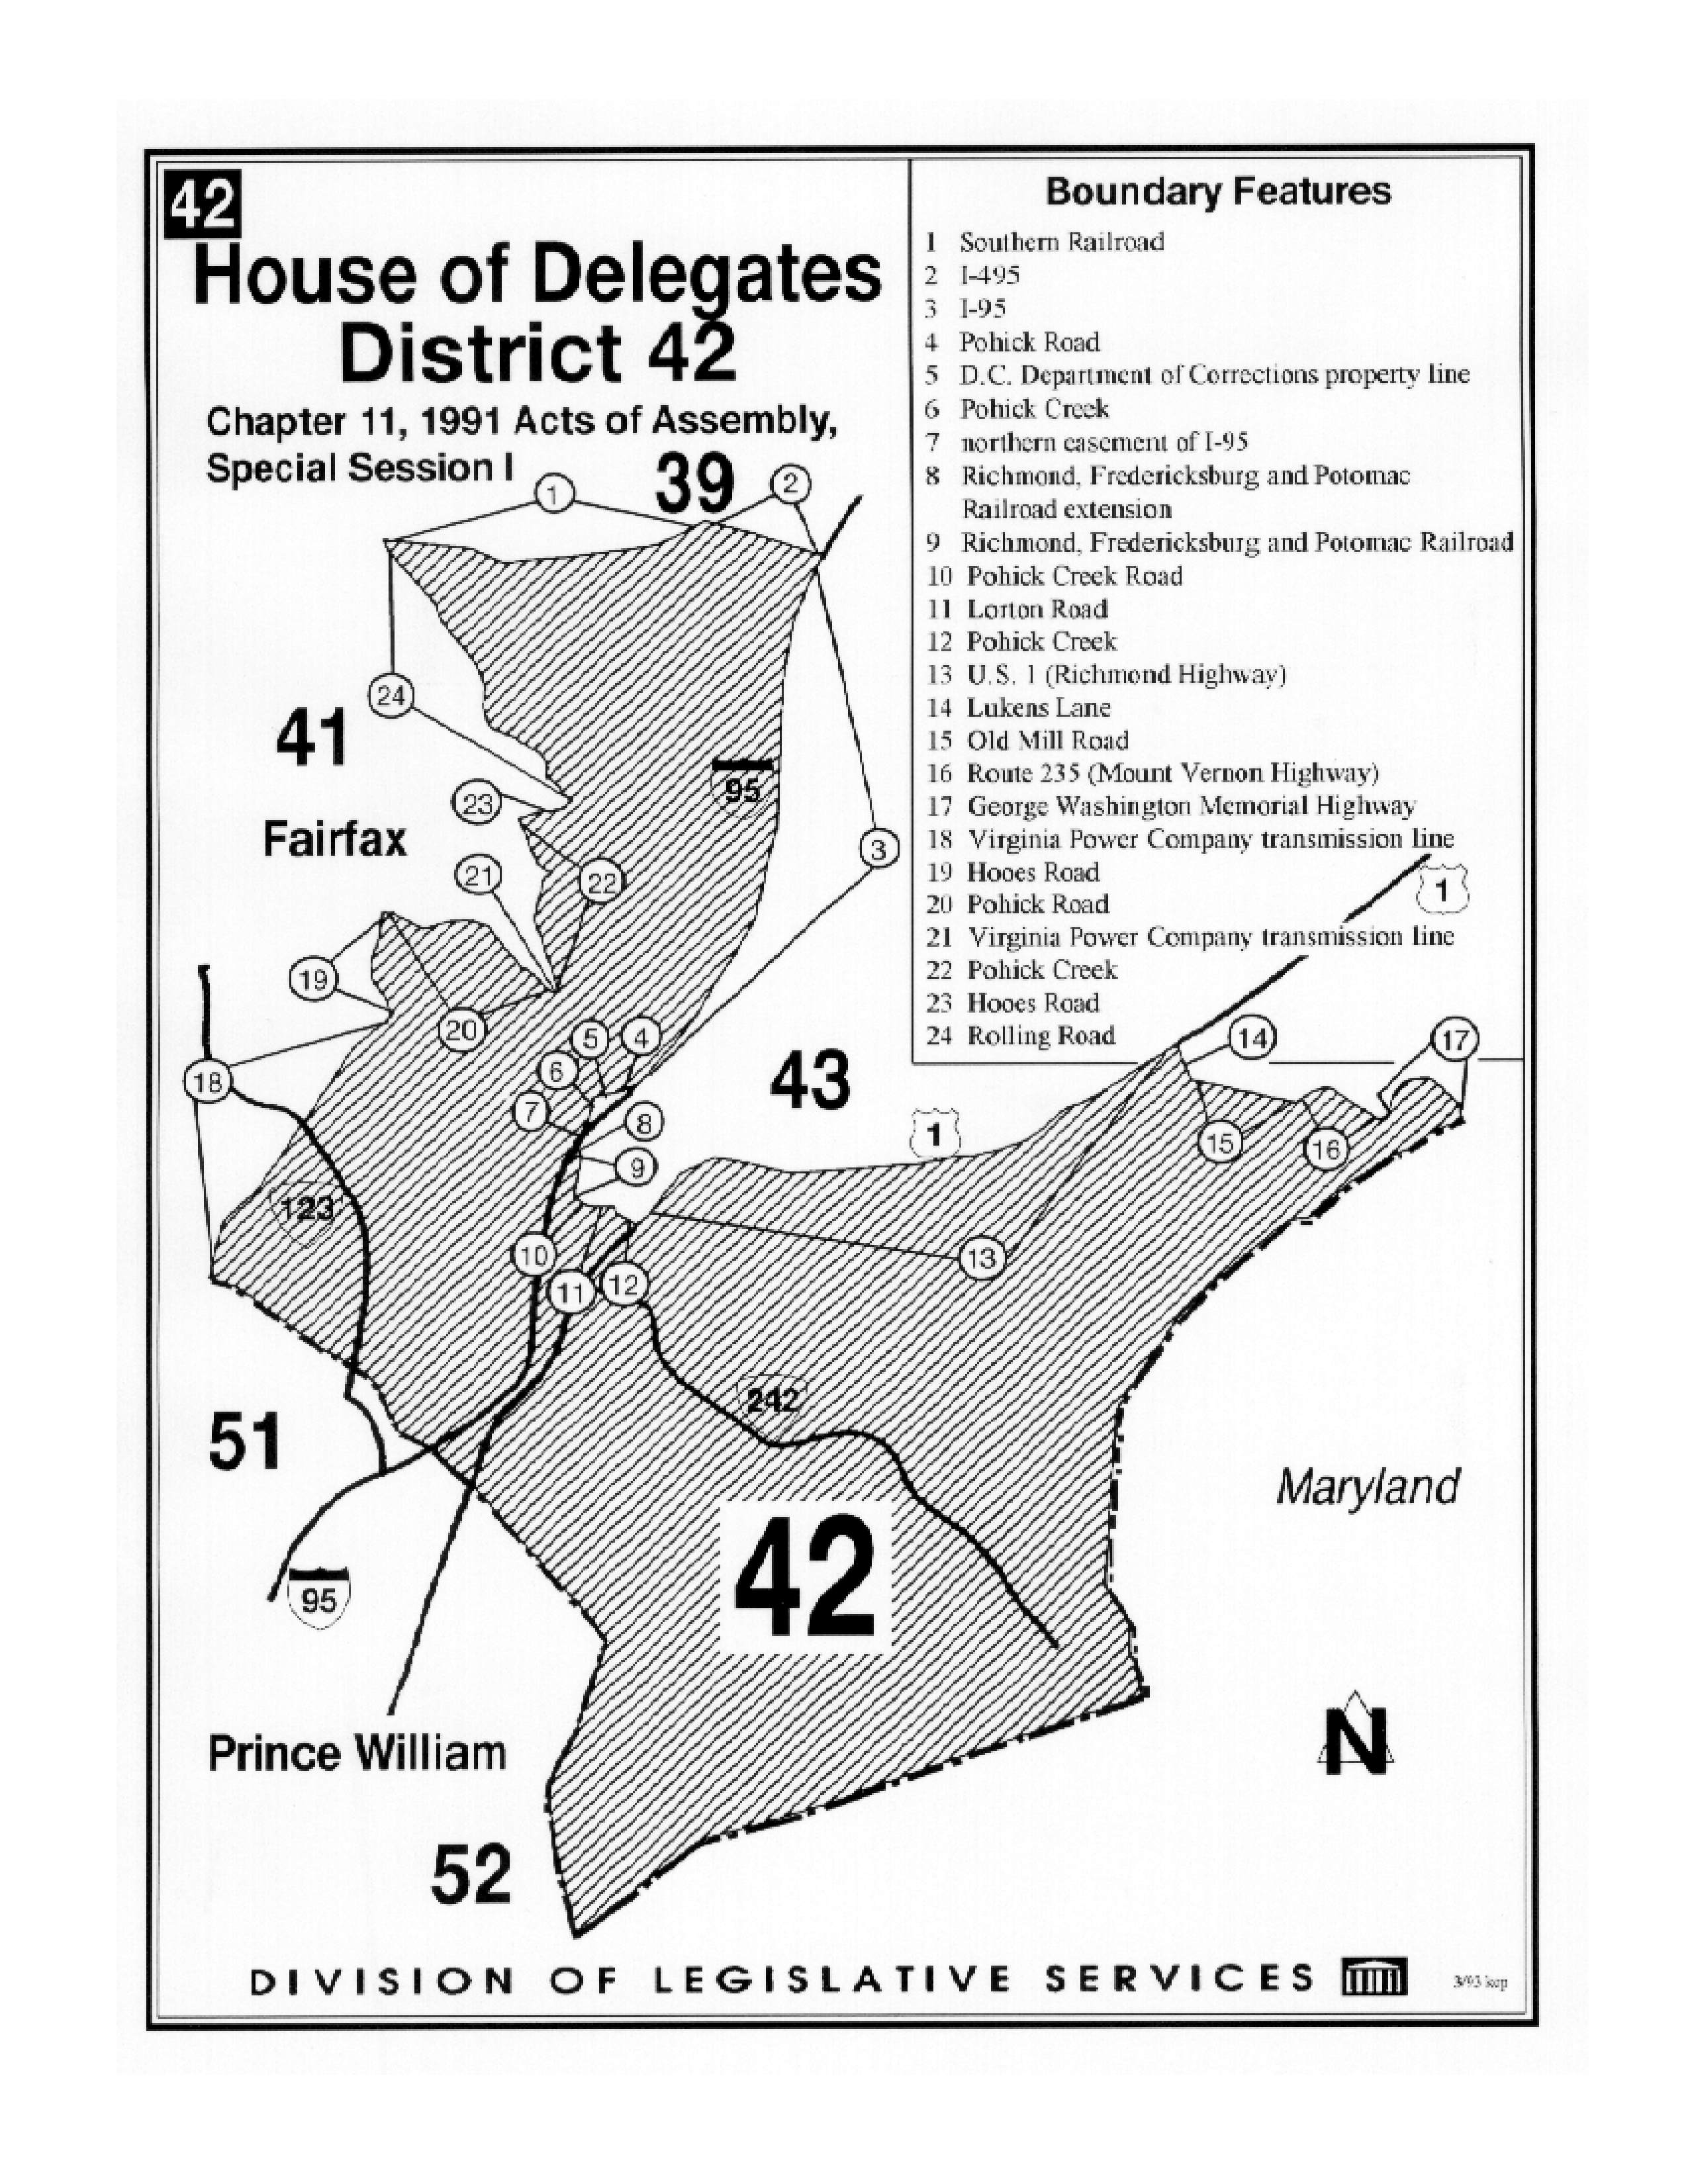 42
House of Delegates
District 42
Chapter 11, 1991 Acts of Assembly,
Special Session I
Boundary Features
1 Southern Railroad
2 I-495
3 I-95
4 Pohick Road
5 D.C. Department of Corrections property line
6 Pohick Creek
7 northern easement of I-95
8 Richmond, Fredericksburg and Potomac
Railroad extension
9 Richmond, Fredericksburg and Potomac Railroad
10 Pohick Creek Road
11 Lorton Road
12 Pohick Creek
13 U.S. 1 (Richmond Highway)
14 Lukens Lane
15 Old Mill Road
16 Route 235 (Mount Vernon Highway)
17 George Washington Memorial Highway
18 Virginia Power Company transmission line
19 Hooes Road
20 Pohick Road
21 Virginia Power Company transmission line
22 Pohick Creek
23 Hooes Road
24 Rolling Road
39
1
2
24
41
95
23
Fairfax
3
21
22
1
19
20
5
4
14
17
18
6
43
7
8
1
15
16
9
123
10
13
11
12
242
51
Maryland
42
95
Prince William
N
52
DIVISION OF LEGISLATIVE SERVICES
3/93 kcp